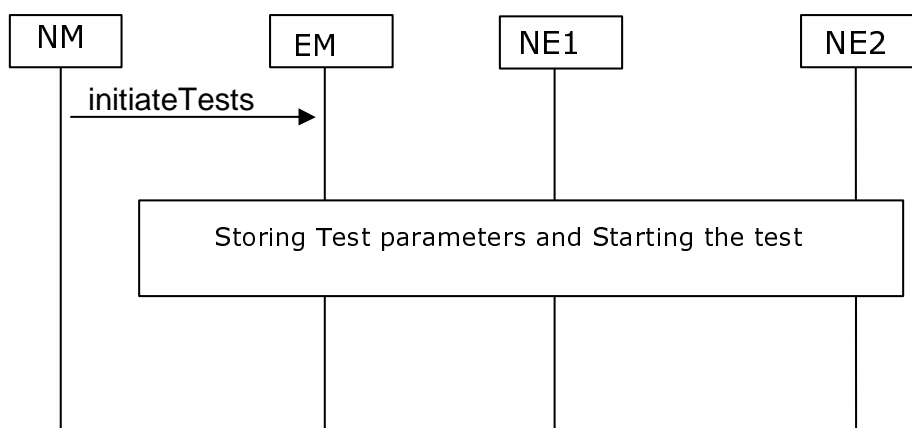 NM
EM
NE1
NE2
initiateTests
Storing Test parameters and Starting the test